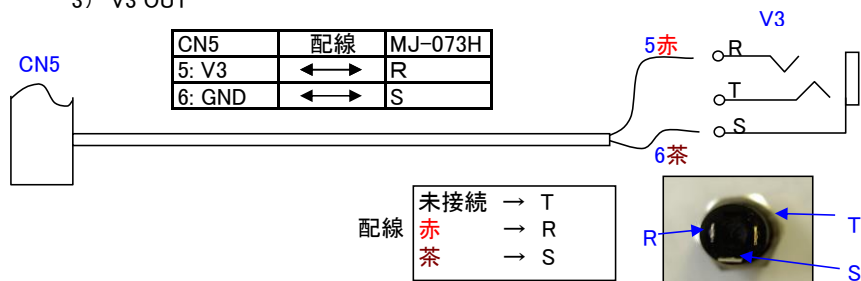 3) V3 OUT
V3
CN5 配線 MJ-073H
5: V3 R
6: GND S
CN5
5赤
R
T
S
6茶
未接続 → T
配線 赤 → R
茶 → S
R
T
S